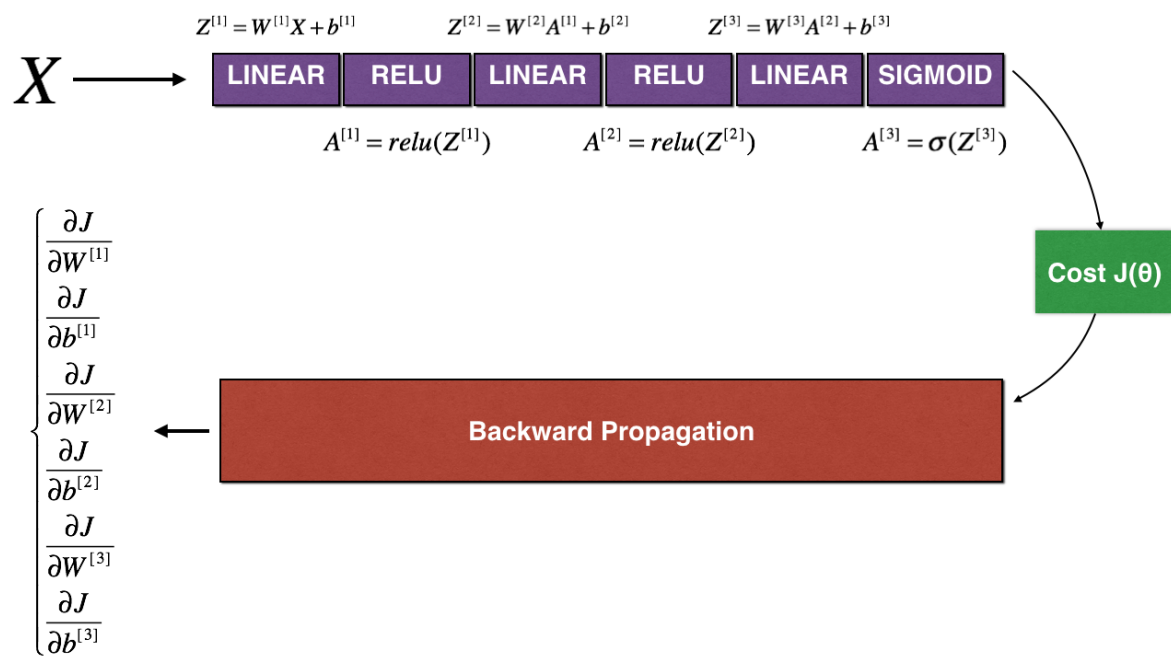 Z^{[1]} = W^{[1]}X + b^{[1]}
Z^{[2]} = W^{[2]}A^{[1]} + b^{[2]}
Z^{[3]} = W^{[3]}A^{[2]} + b^{[3]}
X
LINEAR
RELU
LINEAR
RELU
LINEAR
SIGMOID
A^{[1]} = relu(Z^{[1]})
A^{[2]} = relu(Z^{[2]})
A^{[3]} = σ(Z^{[3]})
Cost J(θ)
Backward Propagation
∂J
∂W^{[1]}
∂J
∂b^{[1]}
∂J
∂W^{[2]}
∂J
∂b^{[2]}
∂J
∂W^{[3]}
∂J
∂b^{[3]}